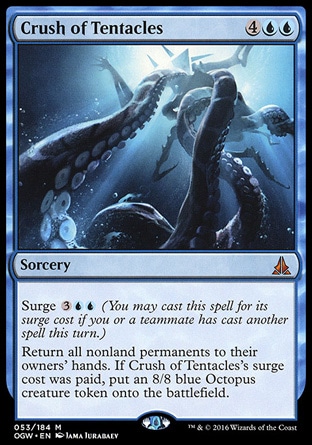 Crush of Tentacles 4
Sorcery
Surge 3 (You may cast this spell for its
surge cost if you or a teammate has cast another
spell this turn.)
Return all nonland permanents to their
owners' hands. If Crush of Tentacles's surge
cost was paid, put an 8/8 blue Octopus
creature token onto the battlefield.
053/184 M
OGW • EN Jama Jurabaev
™ & © 2016 Wizards of the Coast